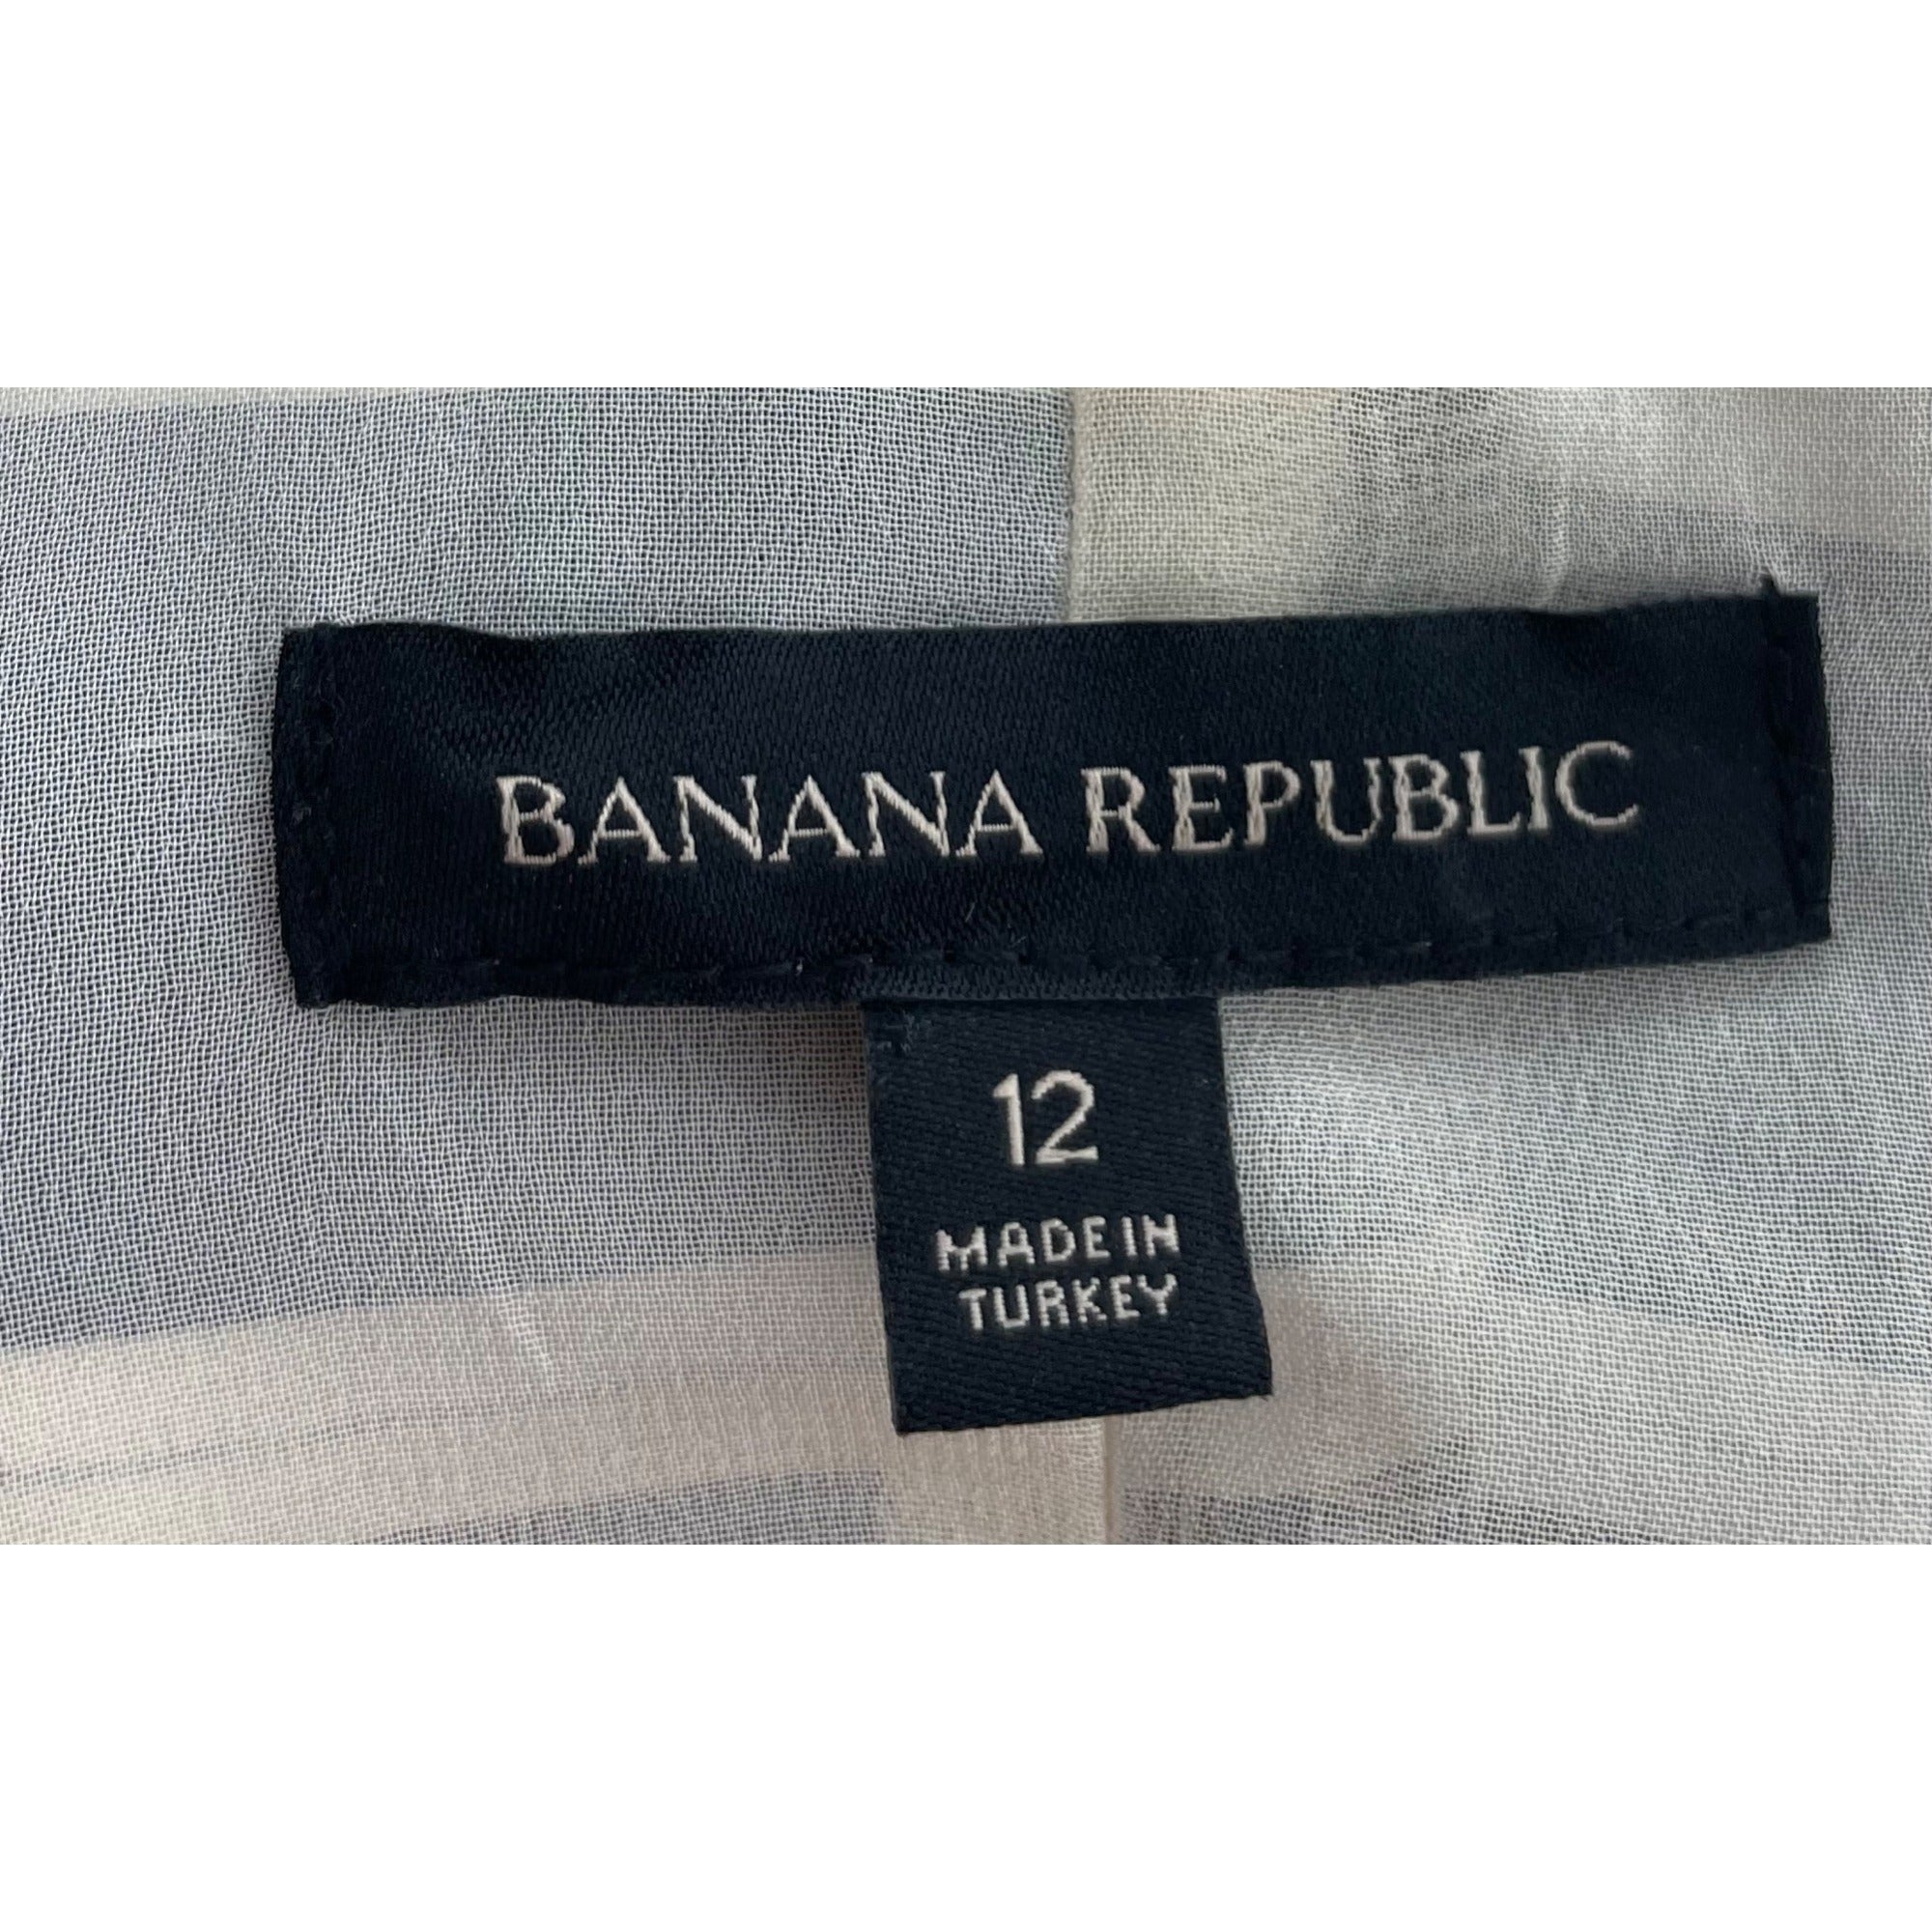 BANANA REPUBLIC
12
MADE IN
TURKEY